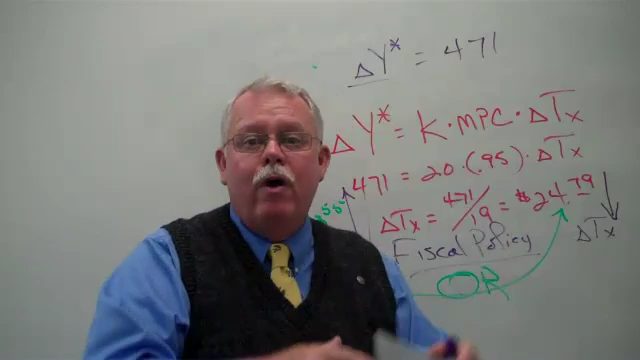 ΔY* = 471
ΔY* = K · MPC · ΔTx
471 = 20 · (.95) · ΔTx
ΔTx = 471/19 = $24.79
ΔTx
Fiscal Policy
OR